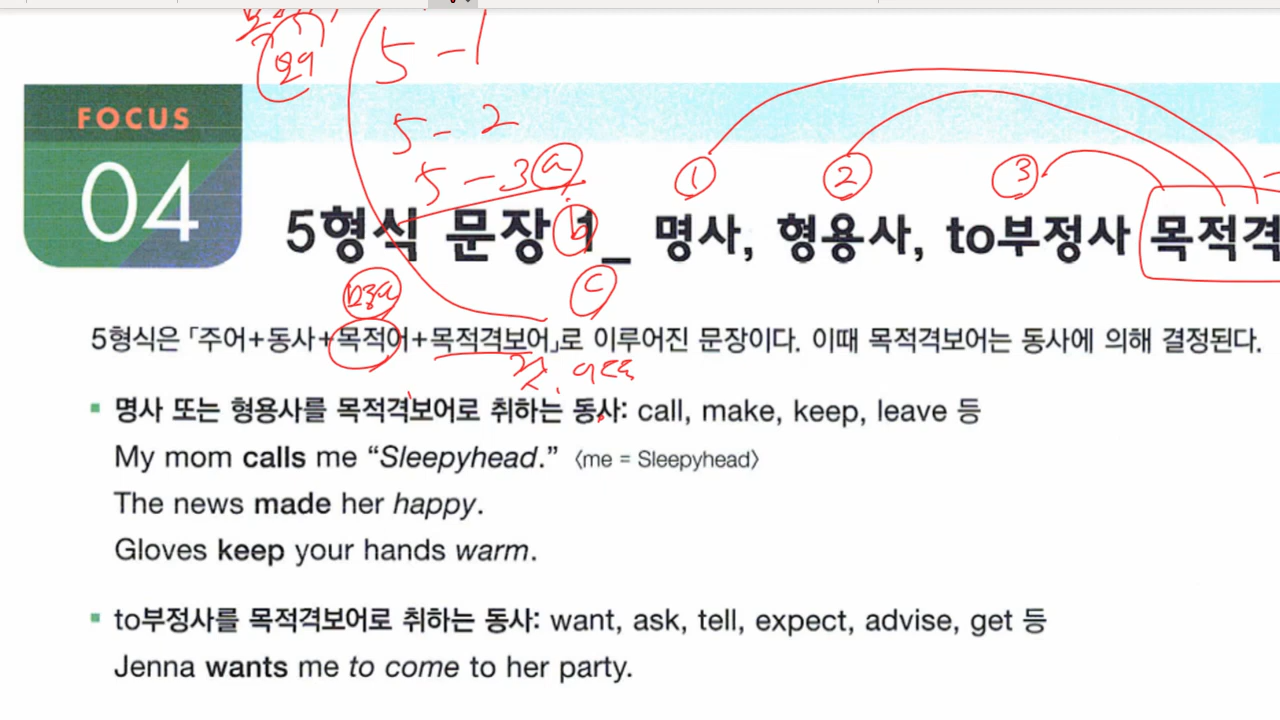 5-1
5-2
5-3 ⓐ
ⓑ
ⓒ
① ② ③
FOCUS
04
5형식 문장 1_ 명사, 형용사, to부정사 목적격
5형식은 「주어+동사+목적어+목적격보어」로 이루어진 문장이다. 이때 목적격보어는 동사에 의해 결정된다.
명사 또는 형용사를 목적격보어로 취하는 동사: call, make, keep, leave 등
My mom calls me “Sleepyhead.” 〈me = Sleepyhead〉
The news made her happy.
Gloves keep your hands warm.
to부정사를 목적격보어로 취하는 동사: want, ask, tell, expect, advise, get 등
Jenna wants me to come to her party.